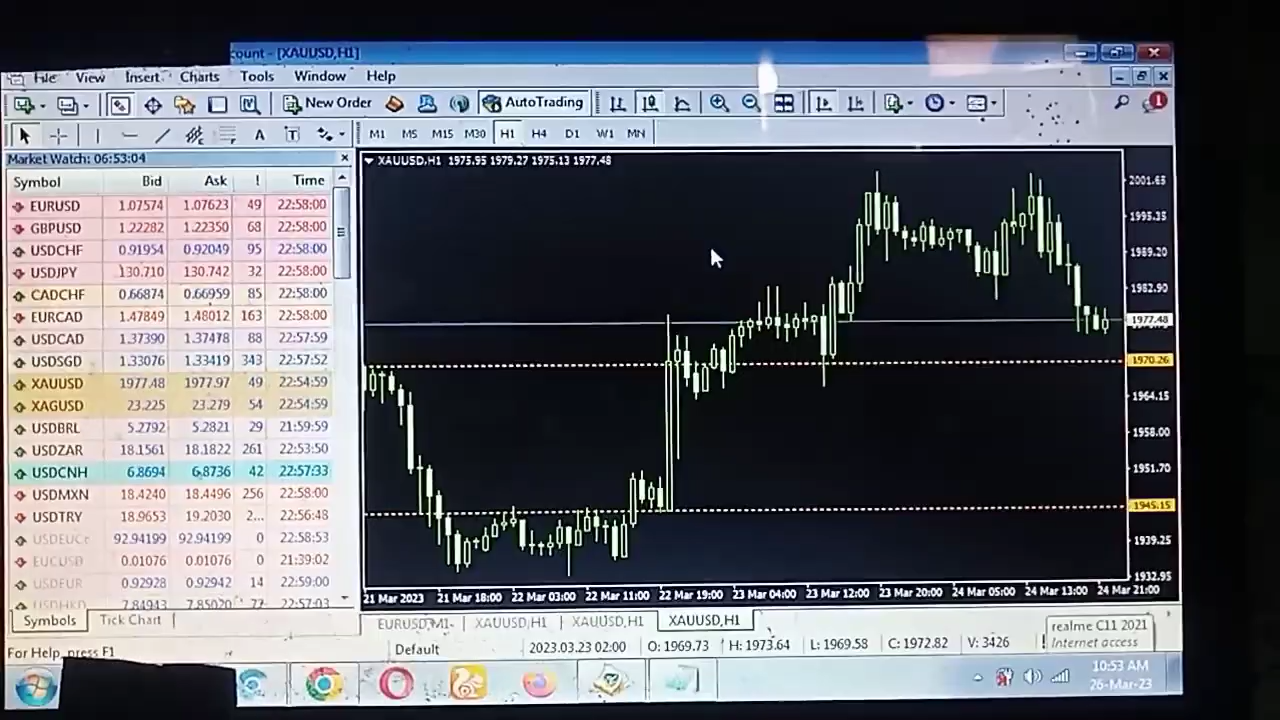 count - [XAUUSD,H1]
File View Insert Charts Tools Window Help
New Order AutoTrading 1
A T M1 M5 M15 M30 H1 H4 D1 W1 MN
Market Watch: 06:53:04
XAUUSD,H1 1975.95 1979.27 1975.13 1977.48
Symbol Bid Ask ! Time
EURUSD 1.07574 1.07623 49 22:58:00
GBPUSD 1.22282 1.22350 68 22:58:00
USDCHF 0.91954 0.92049 95 22:58:00
USDJPY 130.710 130.742 32 22:58:00
CADCHF 0.66874 0.66959 85 22:58:00
EURCAD 1.47849 1.48012 163 22:58:00
USDCAD 1.37390 1.37478 88 22:57:59
USDSGD 1.33076 1.33419 343 22:57:52
XAUUSD 1977.48 1977.97 49 22:54:59
XAGUSD 23.225 23.279 54 22:54:59
USDBRL 5.2792 5.2821 29 21:59:59
USDZAR 18.1561 18.1822 261 22:53:50
USDCNH 6.8694 6.8736 42 22:57:33
USDMXN 18.4240 18.4496 256 22:58:00
USDTRY 18.9653 19.2030 2... 22:56:48
92.94199 92.94199 0 22:58:53
EUCUSD 0.01076 0.01076 0 21:39:02
USDEUR 0.92928 0.92942 14 22:59:00
USDHKD 7.84943 7.85020 77 22:57:03
2001.65
1995.35
1989.20
1982.90
1977.48
1970.26
1964.15
1958.00
1951.70
1945.15
1939.25
1932.95
21 Mar 2023 21 Mar 18:00 22 Mar 03:00 22 Mar 11:00 22 Mar 19:00 23 Mar 04:00 23 Mar 12:00 23 Mar 20:00 24 Mar 05:00 24 Mar 13:00 24 Mar 21:00
Symbols Tick Chart
EURUSD,M1 XAUUSD,H1 XAUUSD,H1 XAUUSD,H1
realme C11 2021
Internet access
For Help, press F1 Default 2023.03.23 02:00 O: 1969.73 H: 1973.64 L: 1969.58 C: 1972.82 V: 3426
10:53 AM
26-Mar-23